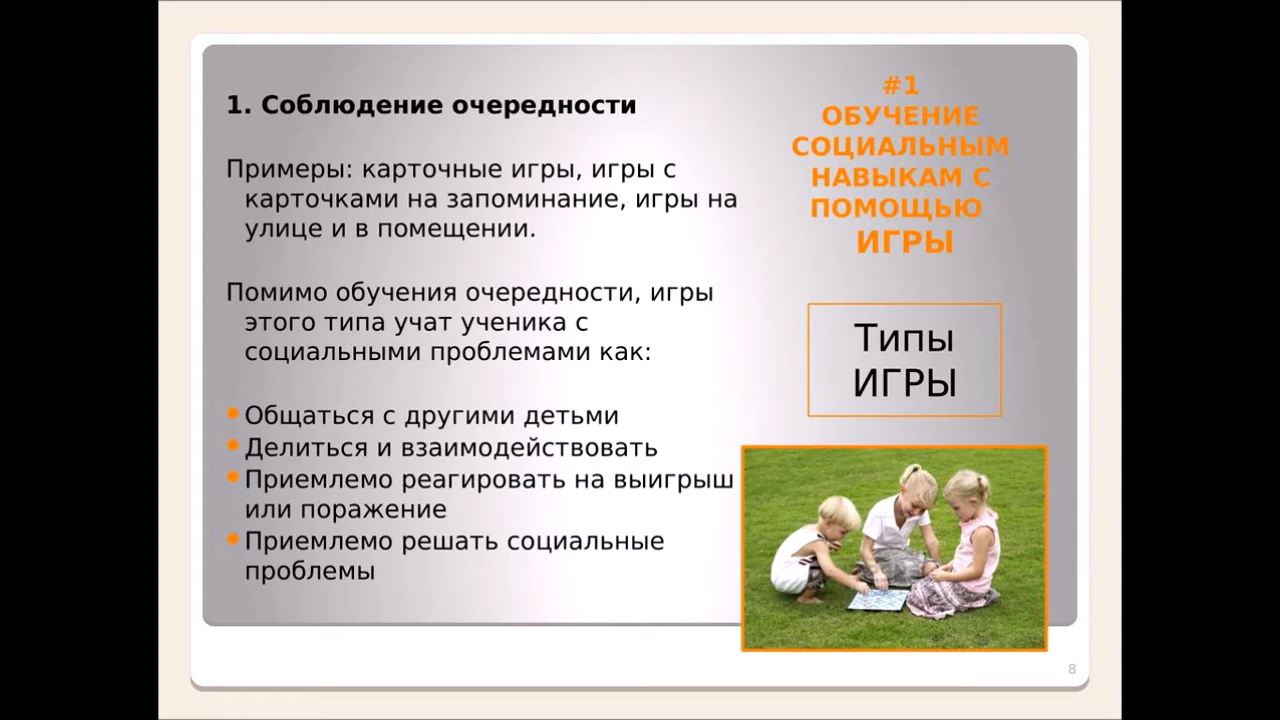 1. Соблюдение очередности
Примеры: карточные игры, игры с
карточками на запоминание, игры на
улице и в помещении.
Помимо обучения очередности, игры
этого типа учат ученика с
социальными проблемами как:
Общаться с другими детьми
Делиться и взаимодействовать
Приемлемо реагировать на выигрыш
или поражение
Приемлемо решать социальные
проблемы
#1
ОБУЧЕНИЕ
СОЦИАЛЬНЫМ
НАВЫКАМ С
ПОМОЩЬЮ
ИГРЫ
Типы
ИГРЫ
8